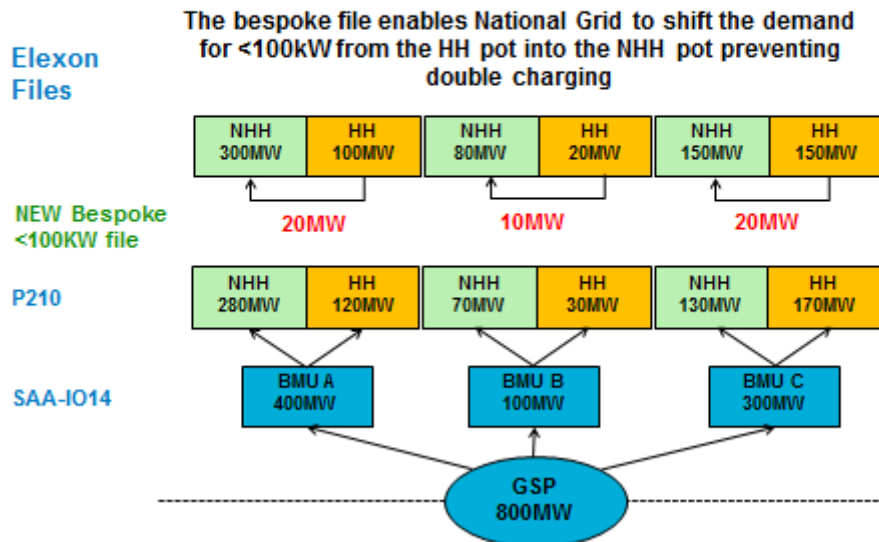 The bespoke file enables National Grid to shift the demand
for <100kW from the HH pot into the NHH pot preventing
double charging
Elexon
Files
NHH
300MW
HH
100MW
NHH
80MW
HH
20MW
NHH
150MW
HH
150MW
NEW Bespoke
<100KW file
20MW
10MW
20MW
P210
NHH
280MW
HH
120MW
NHH
70MW
HH
30MW
NHH
130MW
HH
170MW
SAA-IO14
BMU A
400MW
BMU B
100MW
BMU C
300MW
GSP
800MW